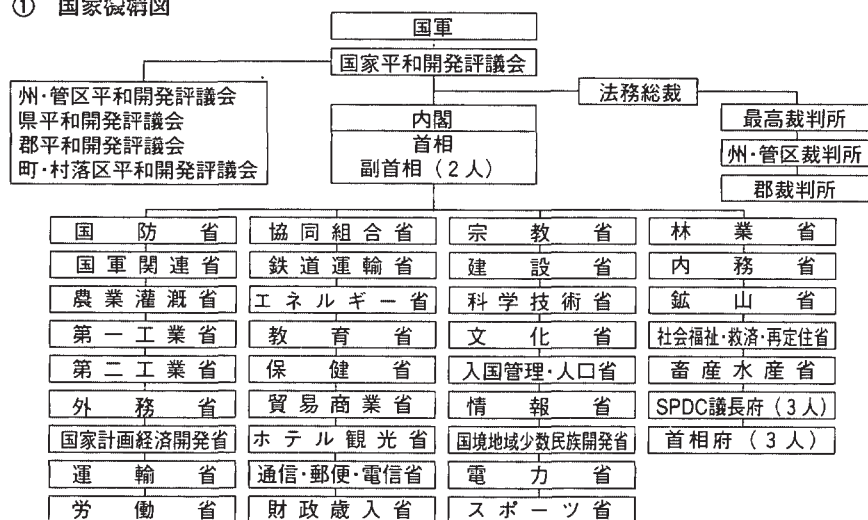 ① 国家機構図
国軍
国家平和開発評議会
州・管区平和開発評議会
県平和開発評議会
郡平和開発評議会
町・村落区平和開発評議会
法務総裁
内閣
首相
副首相（2人）
最高裁判所
州・管区裁判所
郡裁判所
国防省
国軍関連省
農業灌漑省
第一工業省
第二工業省
外務省
国家計画経済開発省
運輸省
労働省
協同組合省
鉄道運輸省
エネルギー省
教育省
保健省
貿易商業省
ホテル観光省
通信・郵便・電信省
財政歳入省
宗教省
建設省
科学技術省
文化省
入国管理・人口省
情報省
国境地域少数民族開発省
電力省
スポーツ省
林業省
内務省
鉱山省
社会福祉・救済・再定住省
畜産水産省
SPDC議長府（3人）
首相府（3人）